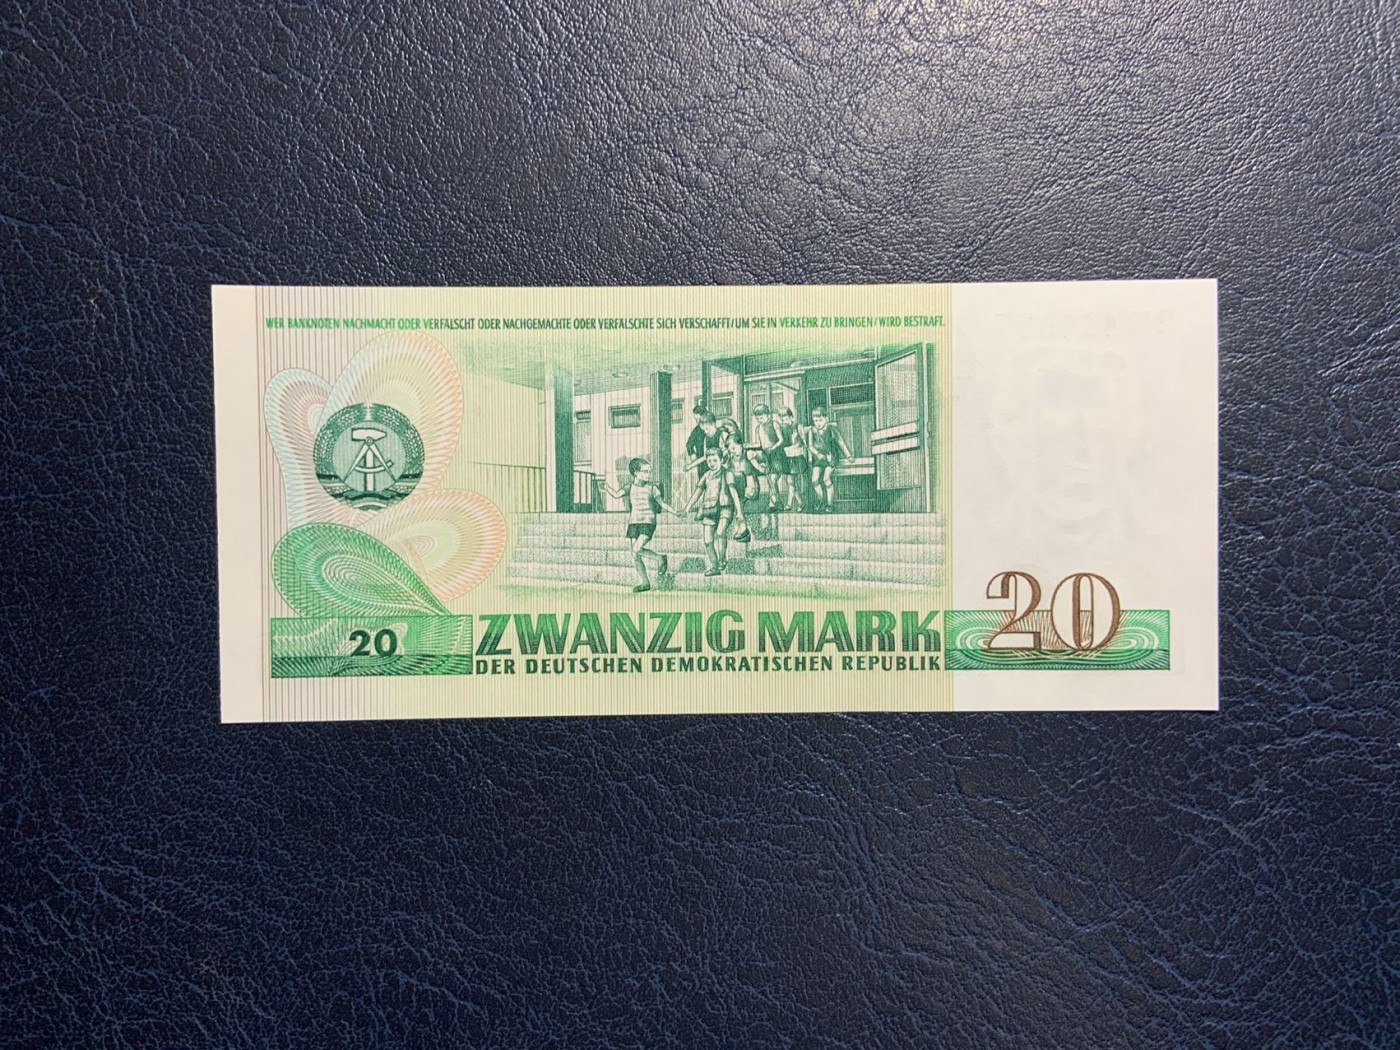 WER BANKNOTEN NACHMACHT ODER VERFÄLSCHT ODER NACHGEMACHTE ODER VERFÄLSCHTE SICH VERSCHAFFT/UM SIE IN VERKEHR ZU BRINGEN/WIRD BESTRAFT.
20 ZWANZIG MARK 20
DER DEUTSCHEN DEMOKRATISCHEN REPUBLIK